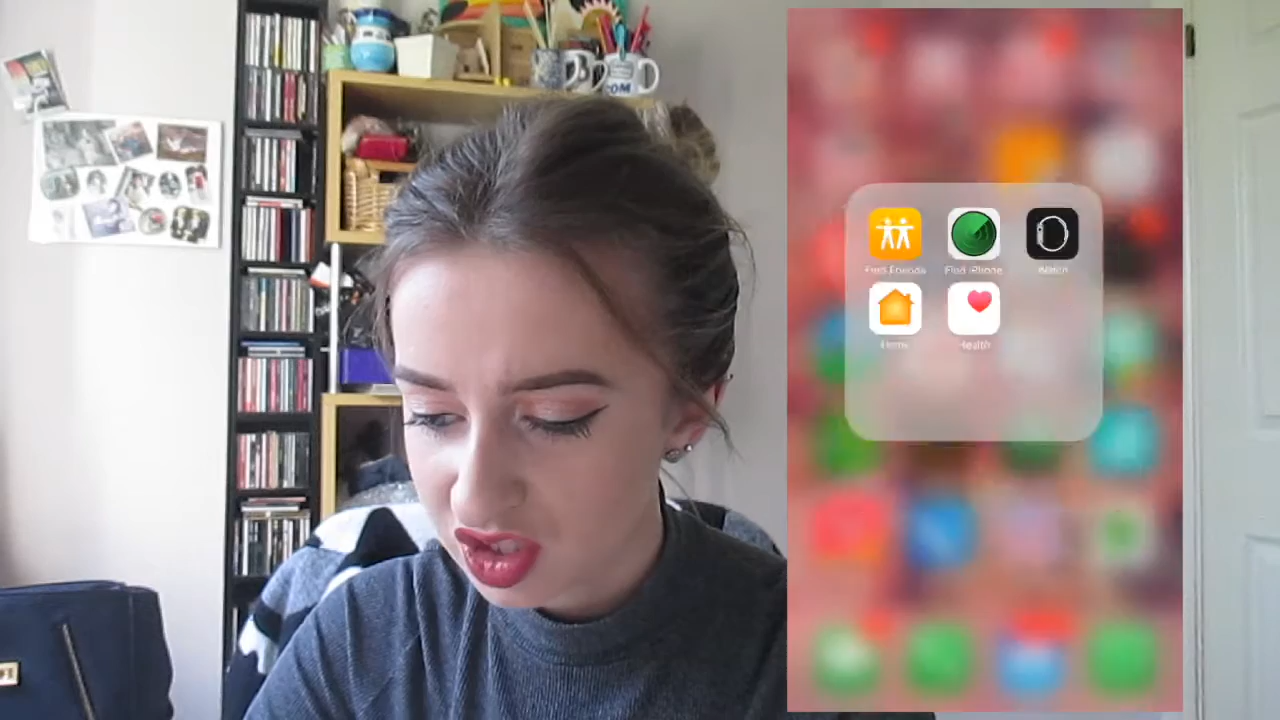 Find Friends
Find iPhone
Watch
Home
Health